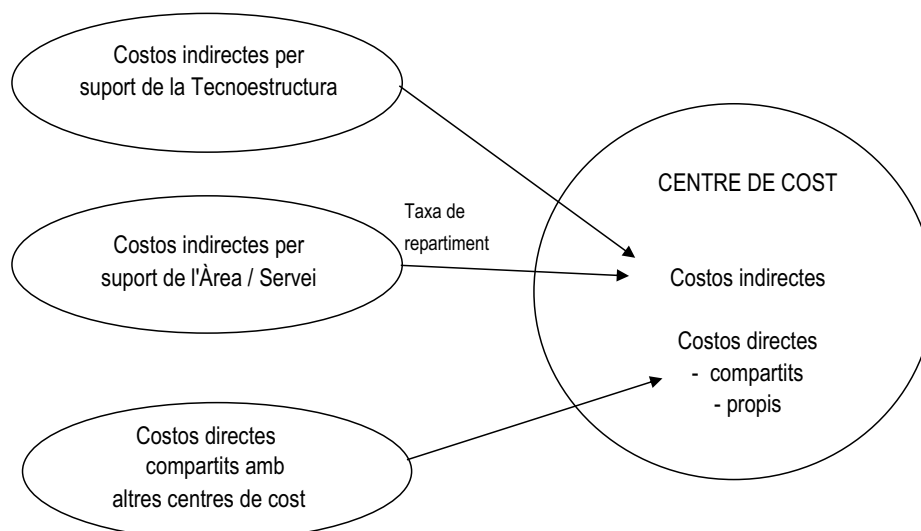 Costos indirectes per
suport de la Tecnoestructura
Costos indirectes per
suport de l'Àrea / Servei
Costos directes
compartits amb
altres centres de cost
Taxa de
repartiment
CENTRE DE COST
Costos indirectes
Costos directes
- compartits
- propis